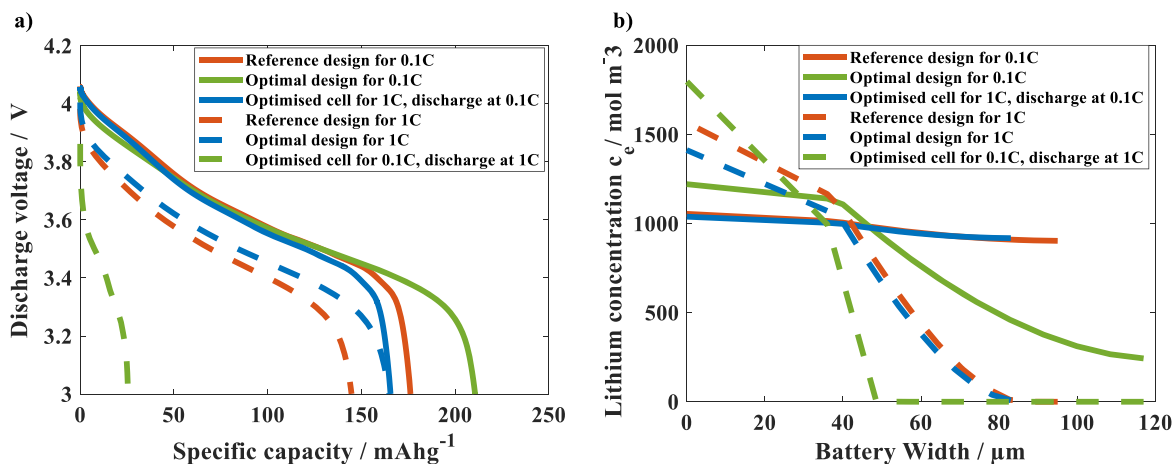 a)
4.2
4
3.8
3.6
3.4
3.2
3
Discharge voltage / V
Reference design for 0.1C
Optimal design for 0.1C
Optimised cell for 1C, discharge at 0.1C
Reference design for 1C
Optimal design for 1C
Optimised cell for 0.1C, discharge at 1C
0 50 100 150 200 250
Specific capacity / mAhg-1
b)
2000
1500
1000
500
0
Lithium concentration ce / mol m-3
Reference design for 0.1C
Optimal design for 0.1C
Optimised cell for 1C, discharge at 0.1C
Reference design for 1C
Optimal design for 1C
Optimised cell for 0.1C, discharge at 1C
0 20 40 60 80 100 120
Battery Width / μm